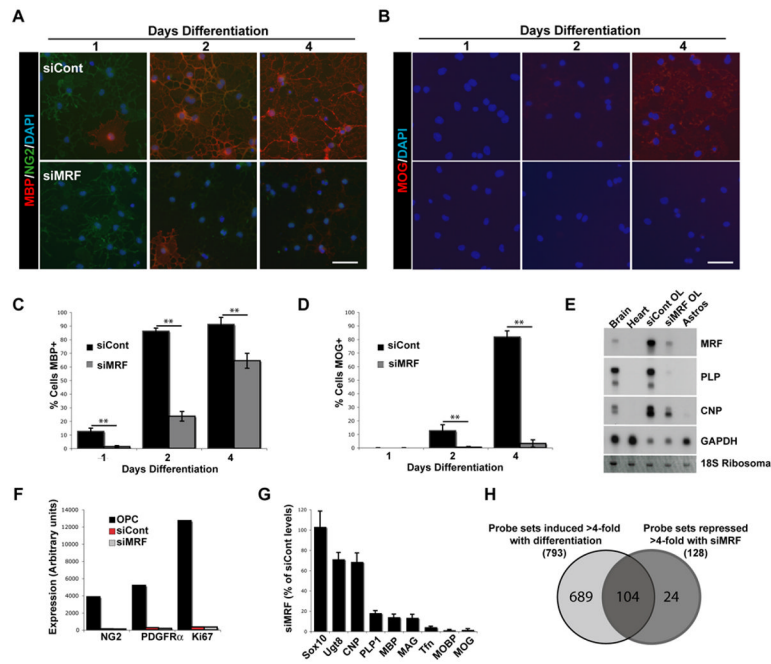 A
Days Differentiation
1 2 4
siCont
siMRF
MBP/NG2/DAPI
B
Days Differentiation
1 2 4
MOG/DAPI
C
% Cells MBP+
100
90
80
70
60
50
40
30
20
10
0
siCont
siMRF
**
**
**
1 2 4
Days Differentiation
D
% Cells MOG+
100
90
80
70
60
50
40
30
20
10
0
siCont
siMRF
**
**
1 2 4
Days Differentiation
E
Brain Heart siCont OL siMRF OL Astros
MRF
PLP
CNP
GAPDH
18S Ribosoma
F
Expression (Arbitrary units)
14000
12000
10000
8000
6000
4000
2000
0
OPC
siCont
siMRF
NG2 PDGFRα Ki67
G
siMRF (% of siCont levels)
120
100
80
60
40
20
0
Sox10 Ugt8 CNP PLP1 MBP MAG Tfn MOBP MOG
H
Probe sets induced >4-fold
with differentiation
(793)
Probe sets repressed
>4-fold with siMRF
(128)
689 104 24